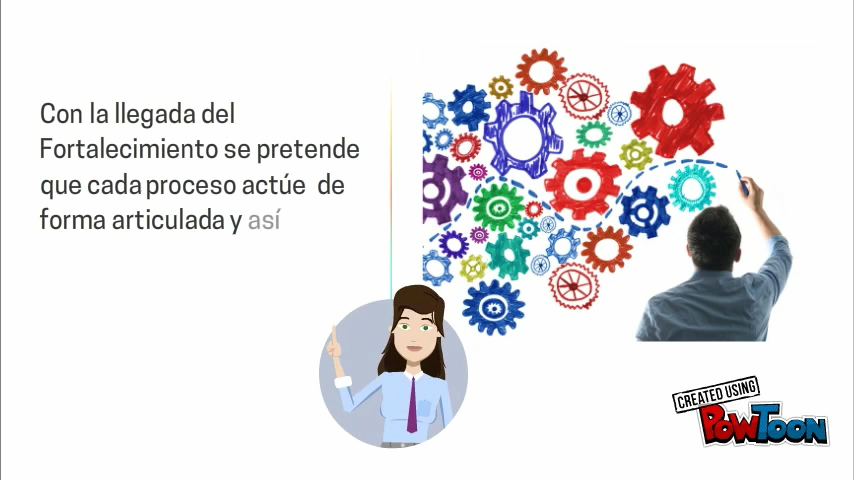 Con la llegada del
Fortalecimiento se pretende
que cada proceso actúe de
forma articulada y así
CREATED USING
POWTOON